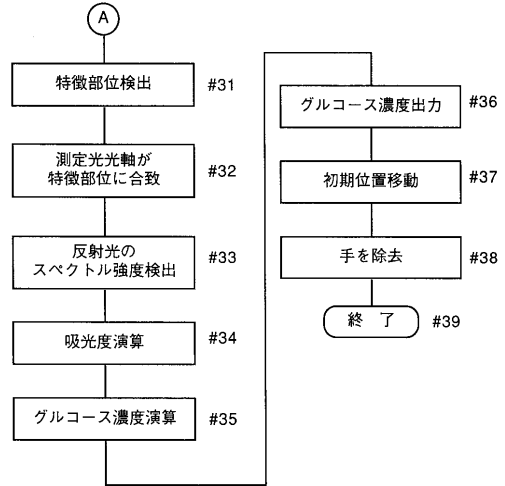 A
特徴部位検出
#31
測定光光軸が
特徴部位に合致
#32
反射光の
スペクトル強度検出
#33
吸光度演算
#34
グルコース濃度演算
#35
グルコース濃度出力
#36
初期位置移動
#37
手を除去
#38
終 了
#39